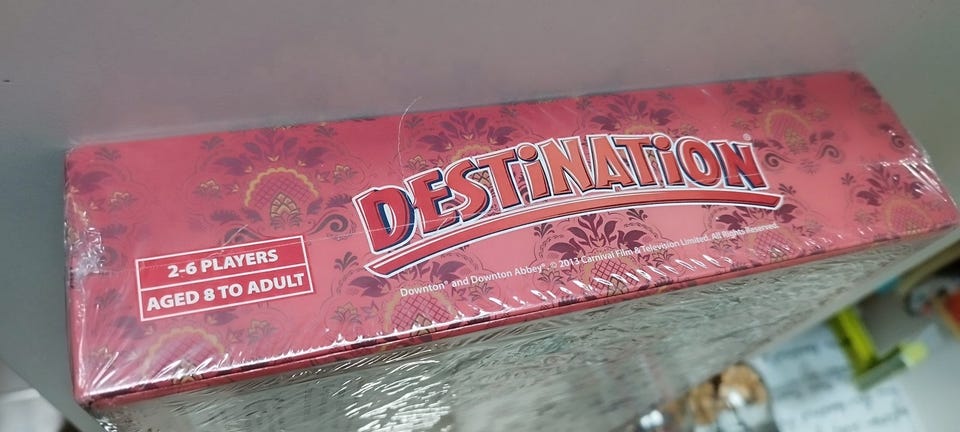 DESTINATION®
2-6 PLAYERS
AGED 8 TO ADULT
Downton® and Downton Abbey® © 2013 Carnival Film & Television Limited. All Rights Reserved.